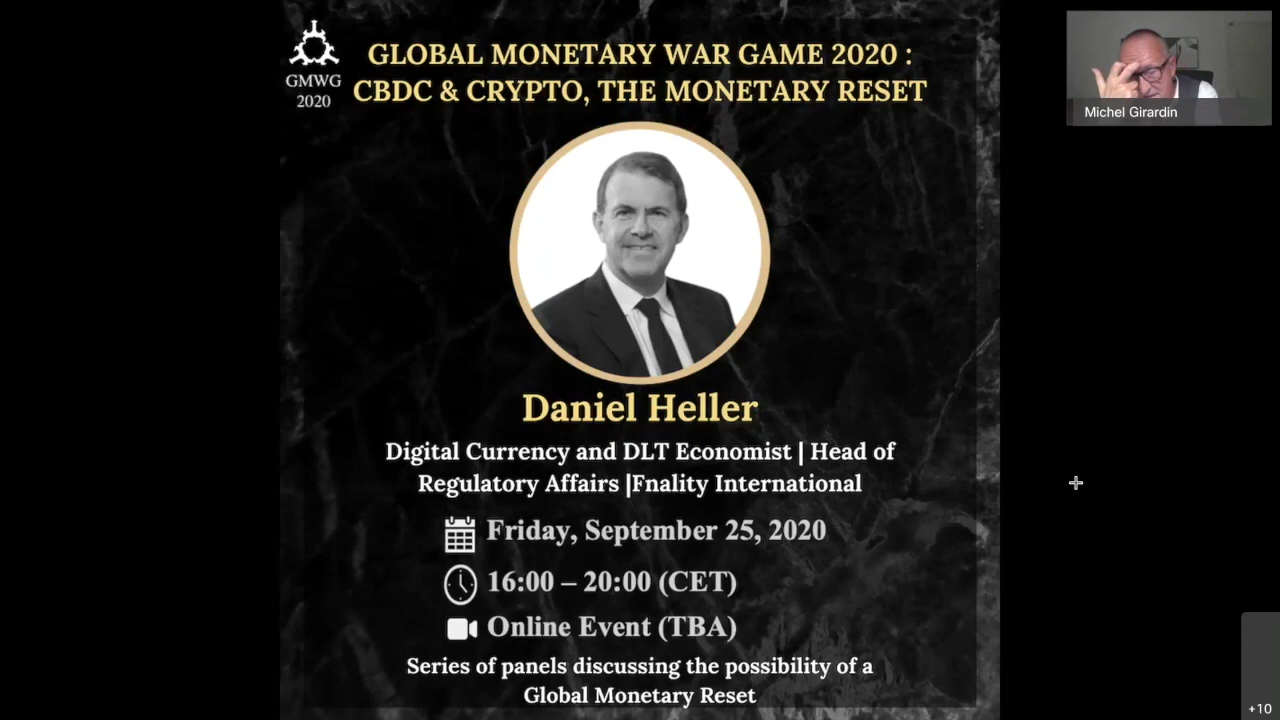 GMWG
2020
GLOBAL MONETARY WAR GAME 2020 :
CBDC & CRYPTO, THE MONETARY RESET
Michel Girardin
Daniel Heller
Digital Currency and DLT Economist | Head of
Regulatory Affairs |Fnality International
Friday, September 25, 2020
16:00 – 20:00 (CET)
Online Event (TBA)
Series of panels discussing the possibility of a
Global Monetary Reset
+10